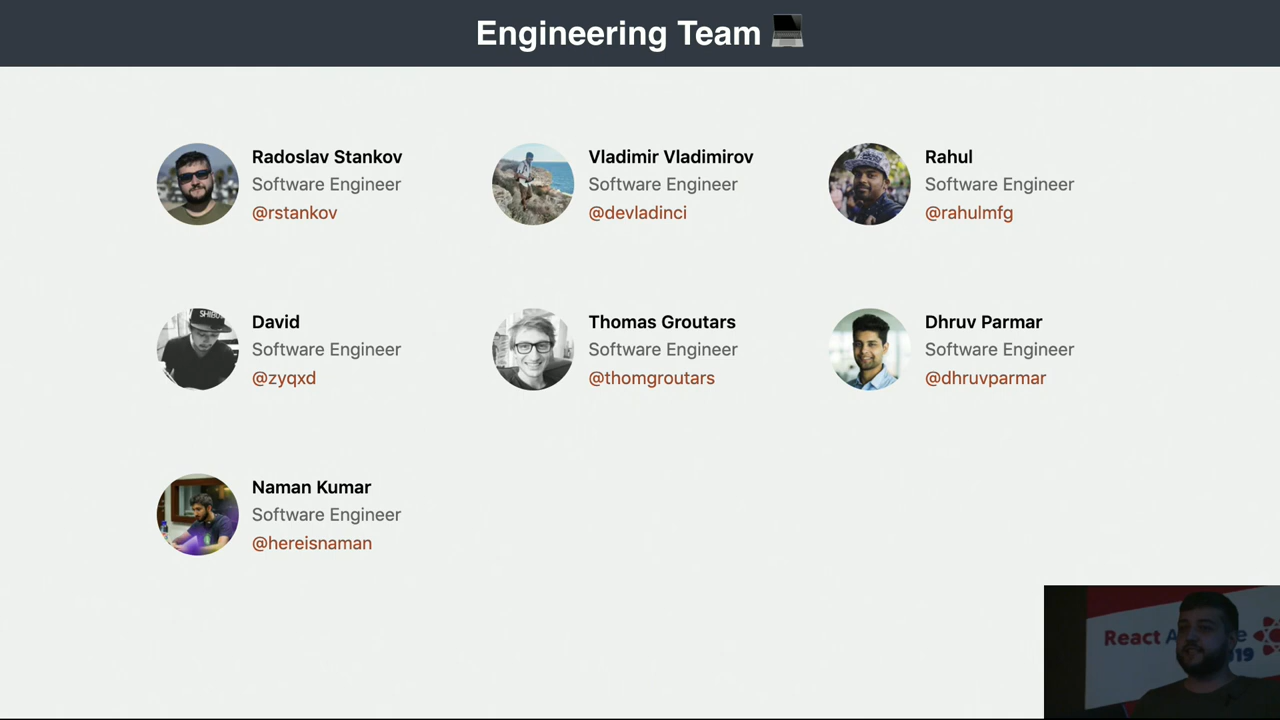 Engineering Team 💻
Radoslav Stankov
Software Engineer
@rstankov
Vladimir Vladimirov
Software Engineer
@devladinci
Rahul
Software Engineer
@rahulmfg
David
Software Engineer
@zyqxd
Thomas Groutars
Software Engineer
@thomgroutars
Dhruv Parmar
Software Engineer
@dhruvparmar
Naman Kumar
Software Engineer
@hereisnaman
React
19